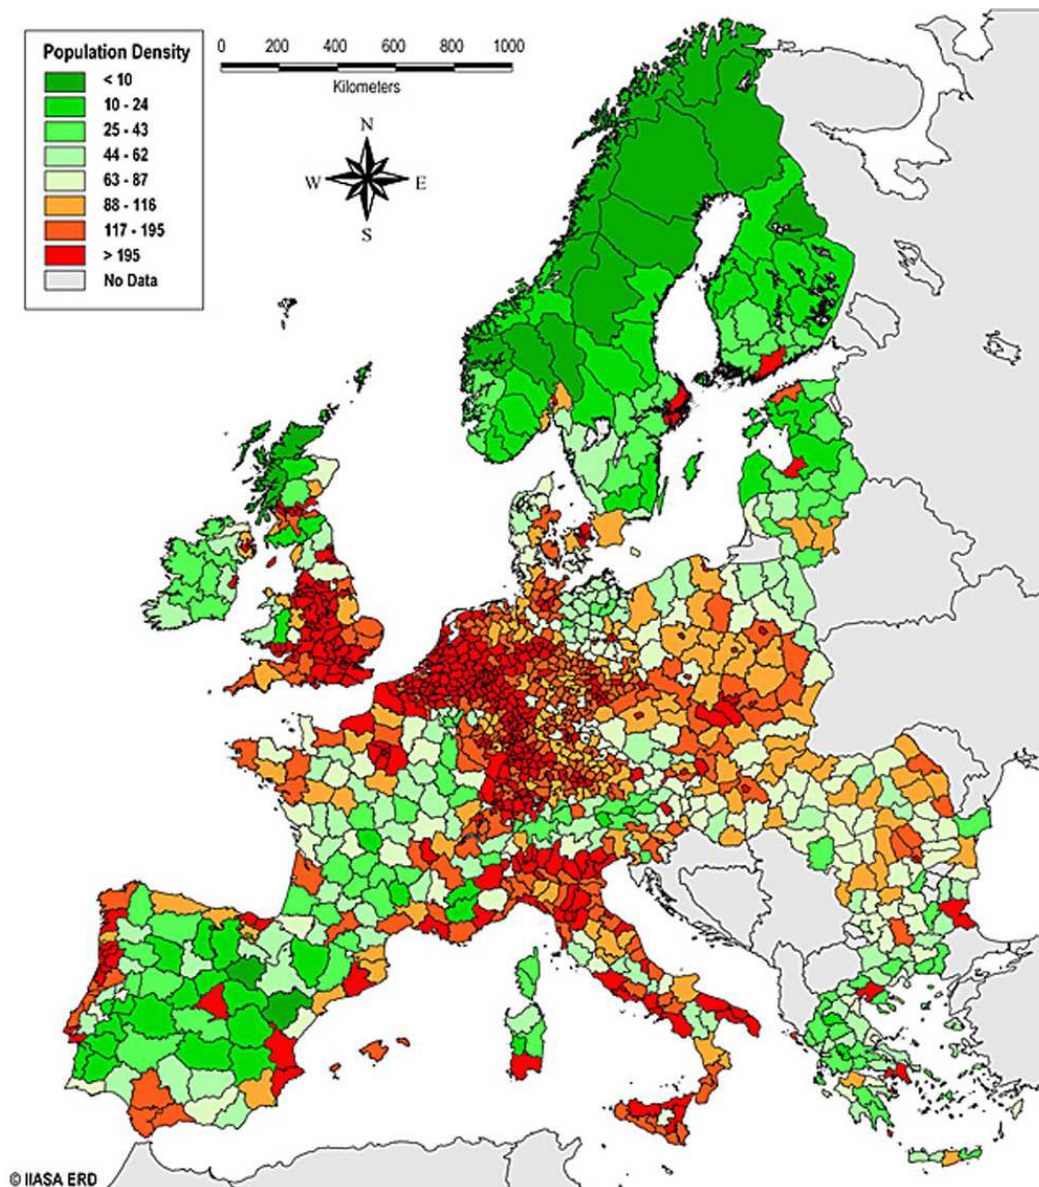 Population Density
< 10
10 - 24
25 - 43
44 - 62
63 - 87
88 - 116
117 - 195
> 195
No Data
0 200 400 600 800 1000
Kilometers
N
W E
S
© IIASA ERD